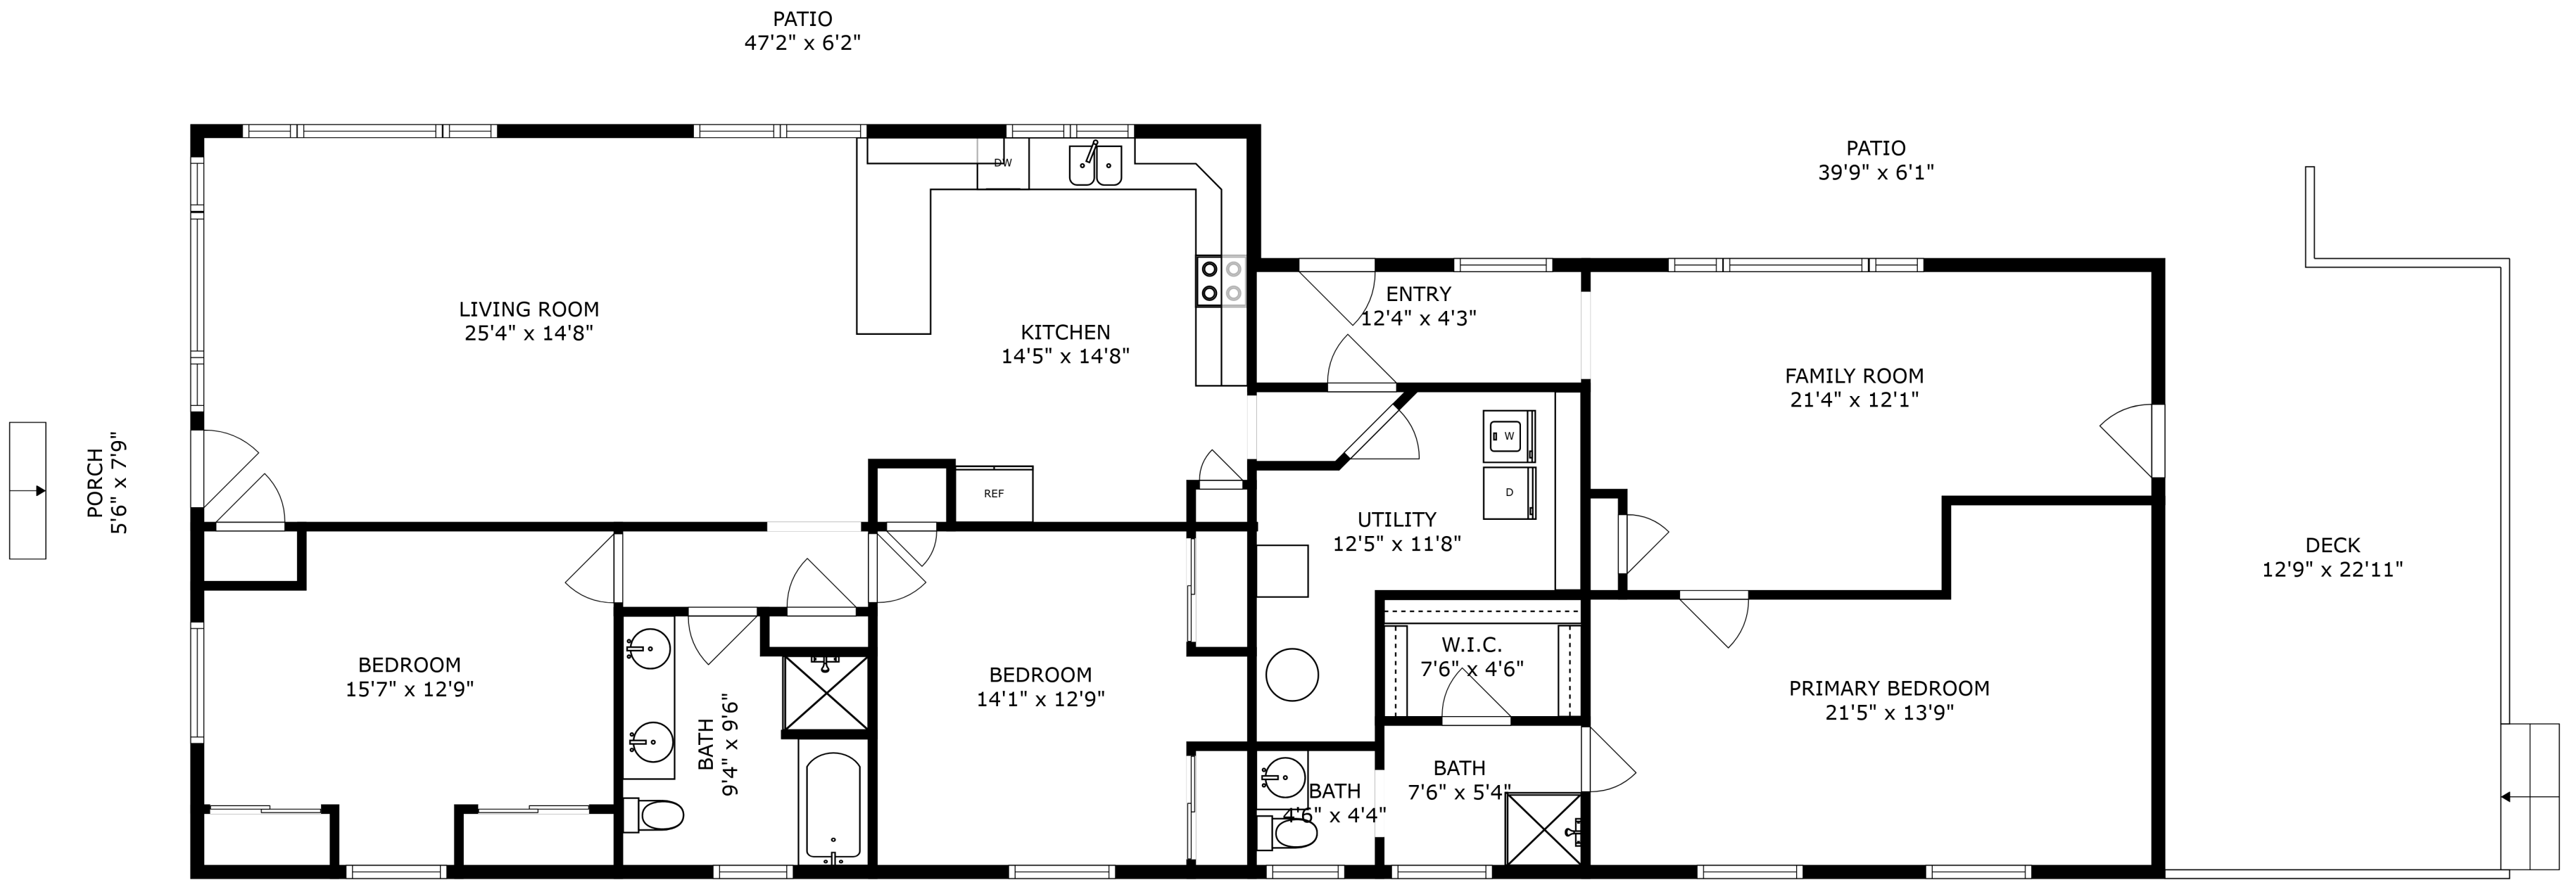 PATIO
47'2" x 6'2"
PATIO
39'9" x 6'1"
DW
LIVING ROOM
25'4" x 14'8"
KITCHEN
14'5" x 14'8"
ENTRY
12'4" x 4'3"
FAMILY ROOM
21'4" x 12'1"
PORCH
5'6" x 7'9"
W
D
REF
UTILITY
12'5" x 11'8"
DECK
12'9" x 22'11"
BEDROOM
15'7" x 12'9"
BATH
9'4" x 9'6"
BEDROOM
14'1" x 12'9"
W.I.C.
7'6" x 4'6"
PRIMARY BEDROOM
21'5" x 13'9"
BATH
4'6" x 4'4"
BATH
7'6" x 5'4"